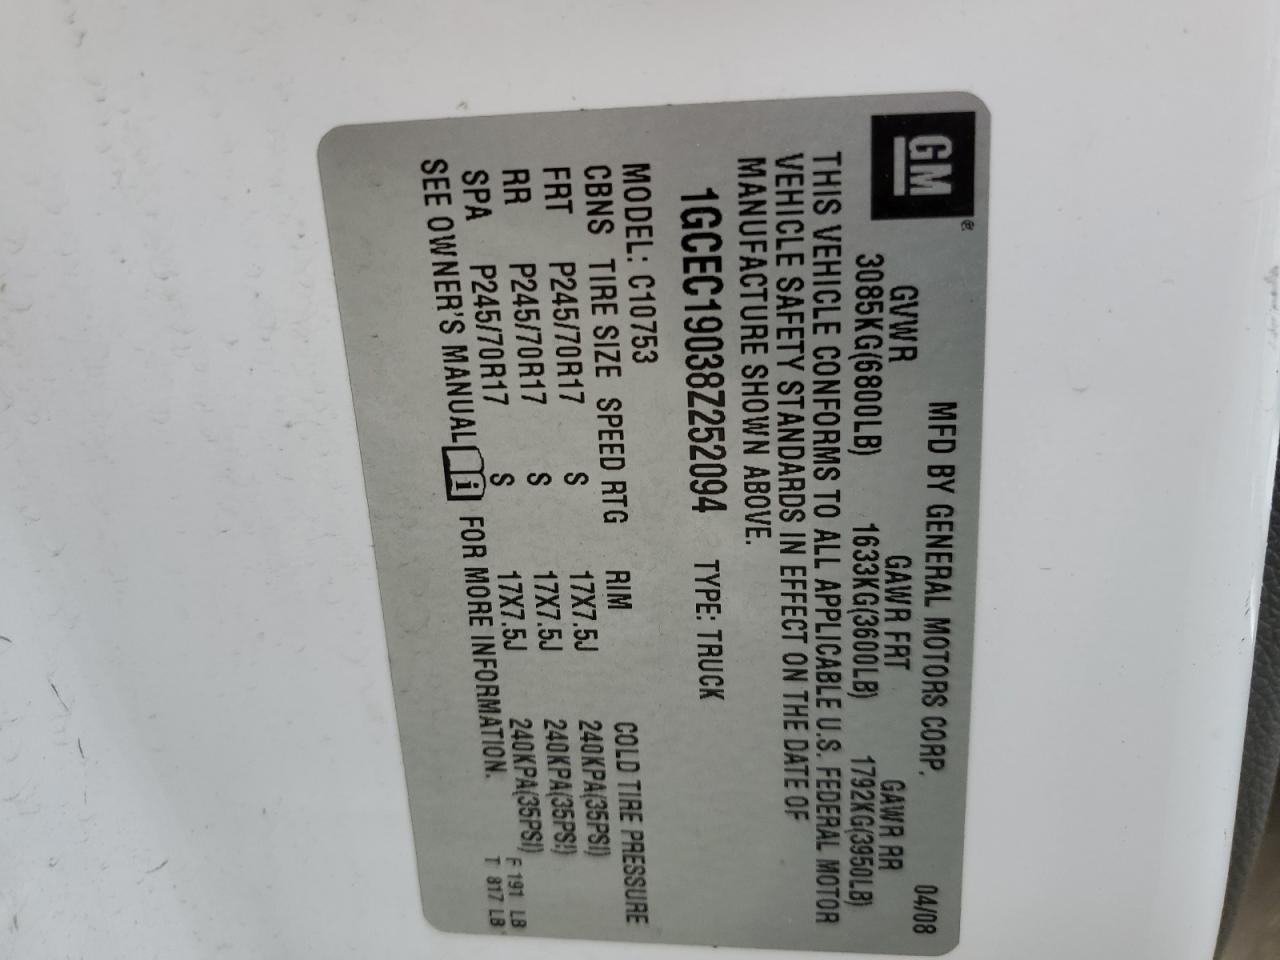 GM®
MFD BY GENERAL MOTORS CORP. 04/08
GVWR GAWR FRT GAWR RR
3085KG(6800LB) 1633KG(3600LB) 1792KG(3950LB)
THIS VEHICLE CONFORMS TO ALL APPLICABLE U.S. FEDERAL MOTOR
VEHICLE SAFETY STANDARDS IN EFFECT ON THE DATE OF
MANUFACTURE SHOWN ABOVE.
1GCEC19038Z252094 TYPE: TRUCK
MODEL: C10753
CBNS TIRE SIZE SPEED RTG RIM COLD TIRE PRESSURE
FRT P245/70R17 S 17X7.5J 240KPA(35PSI)
RR P245/70R17 S 17X7.5J 240KPA(35PSI)
SPA P245/70R17 S 17X7.5J 240KPA(35PSI)
SEE OWNER'S MANUAL i FOR MORE INFORMATION.
F 191 LB
T 817 LB